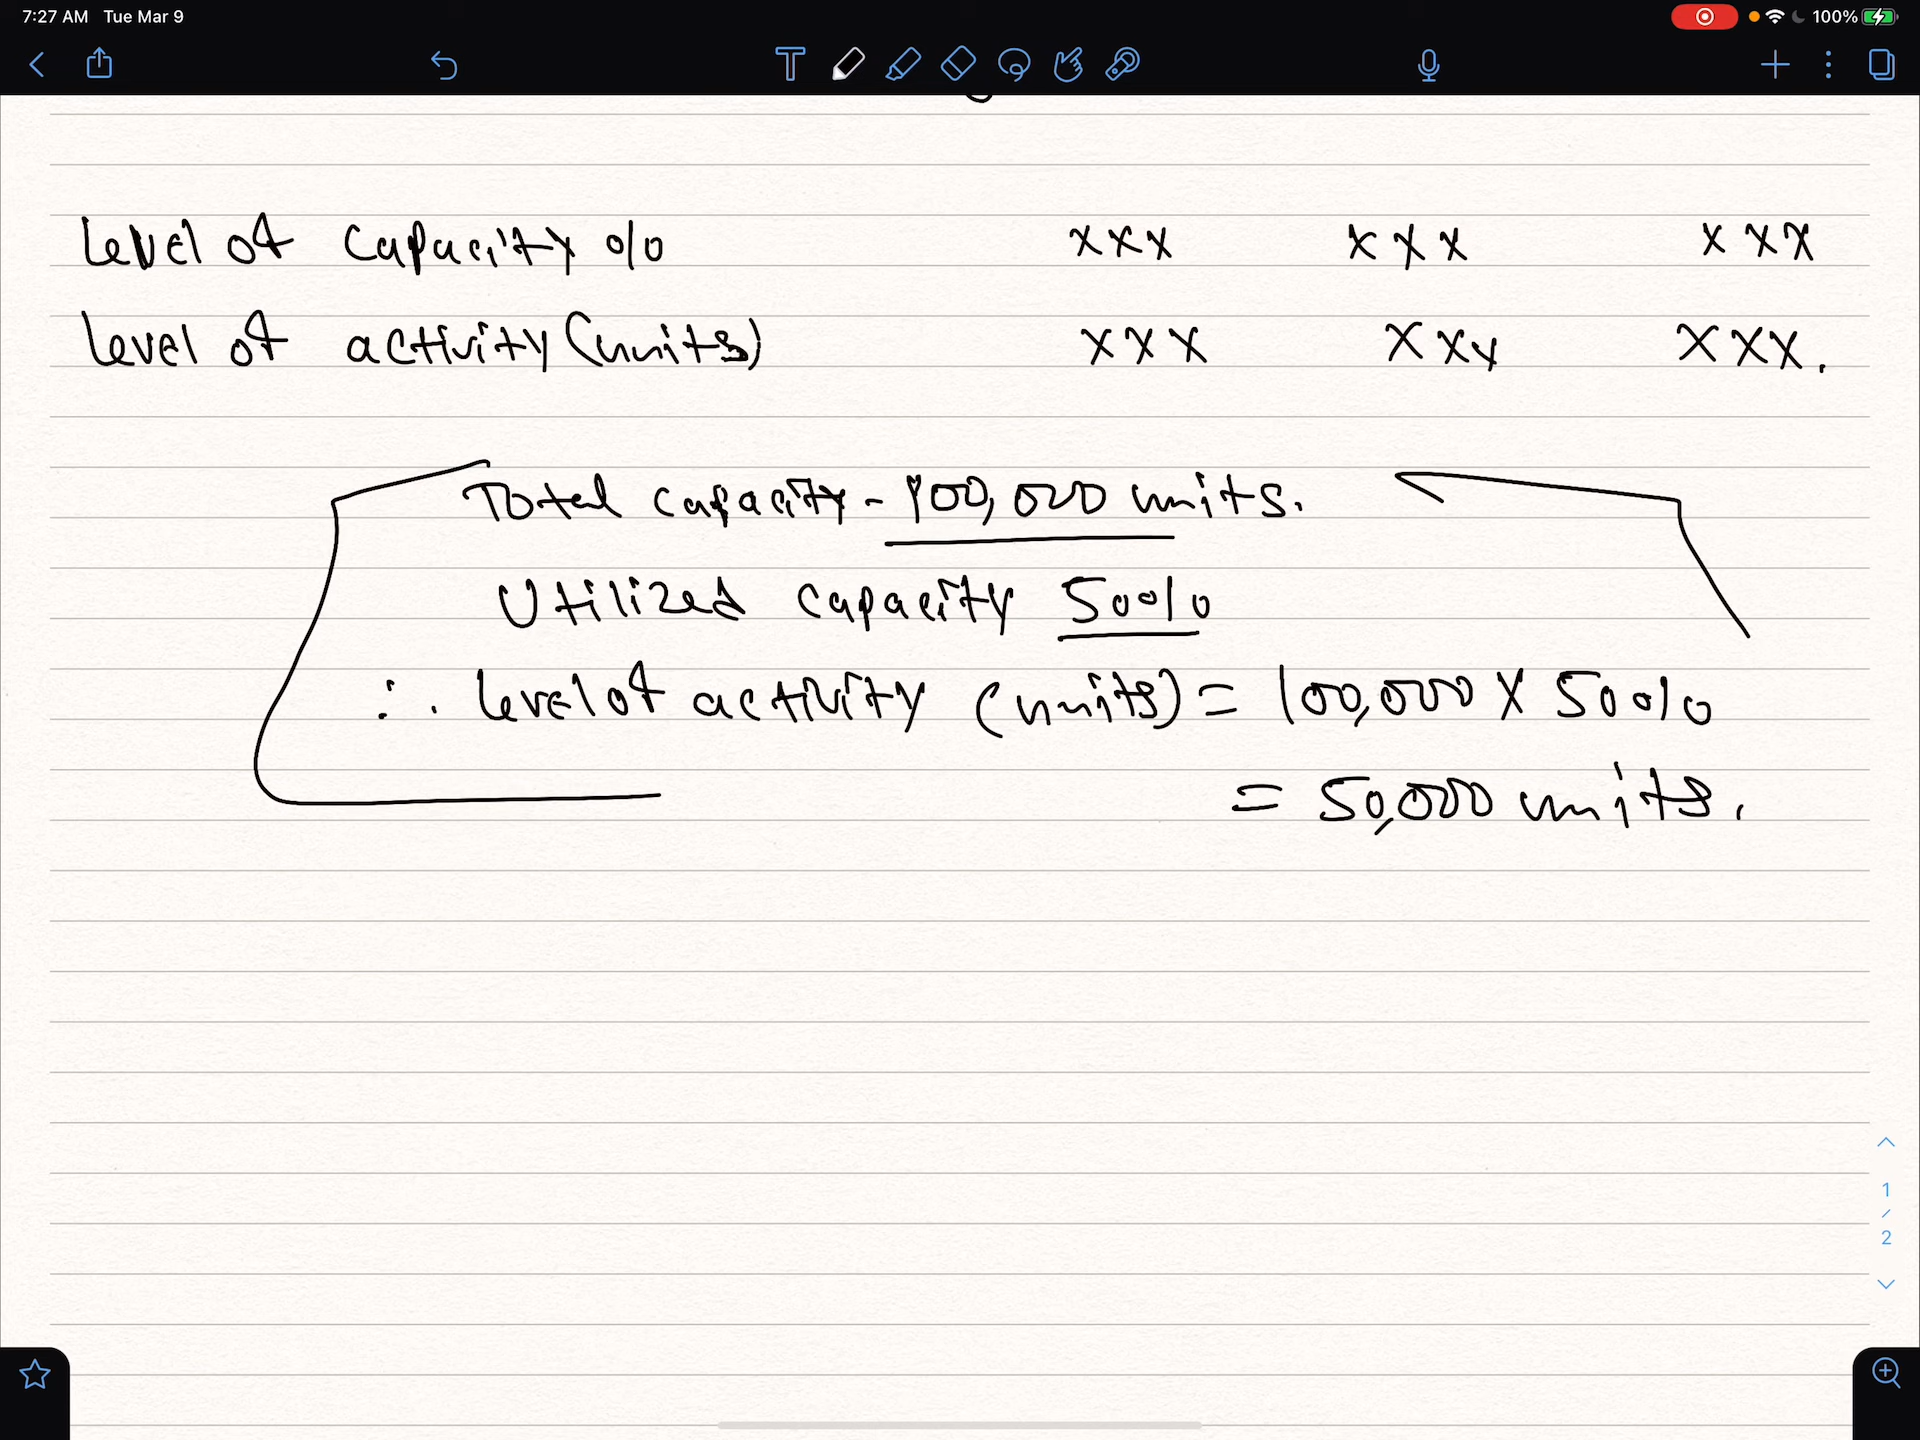 7:27 AM Tue Mar 9
100%
Level of Capacity % xxx xxx xxx
Level of activity (units) xxx xxx xxx.
Total capacity - 100,000 units.
Utilized capacity 50%
∴ level of activity (units) = 100,000 X 50%
= 50,000 units.
1
/
2